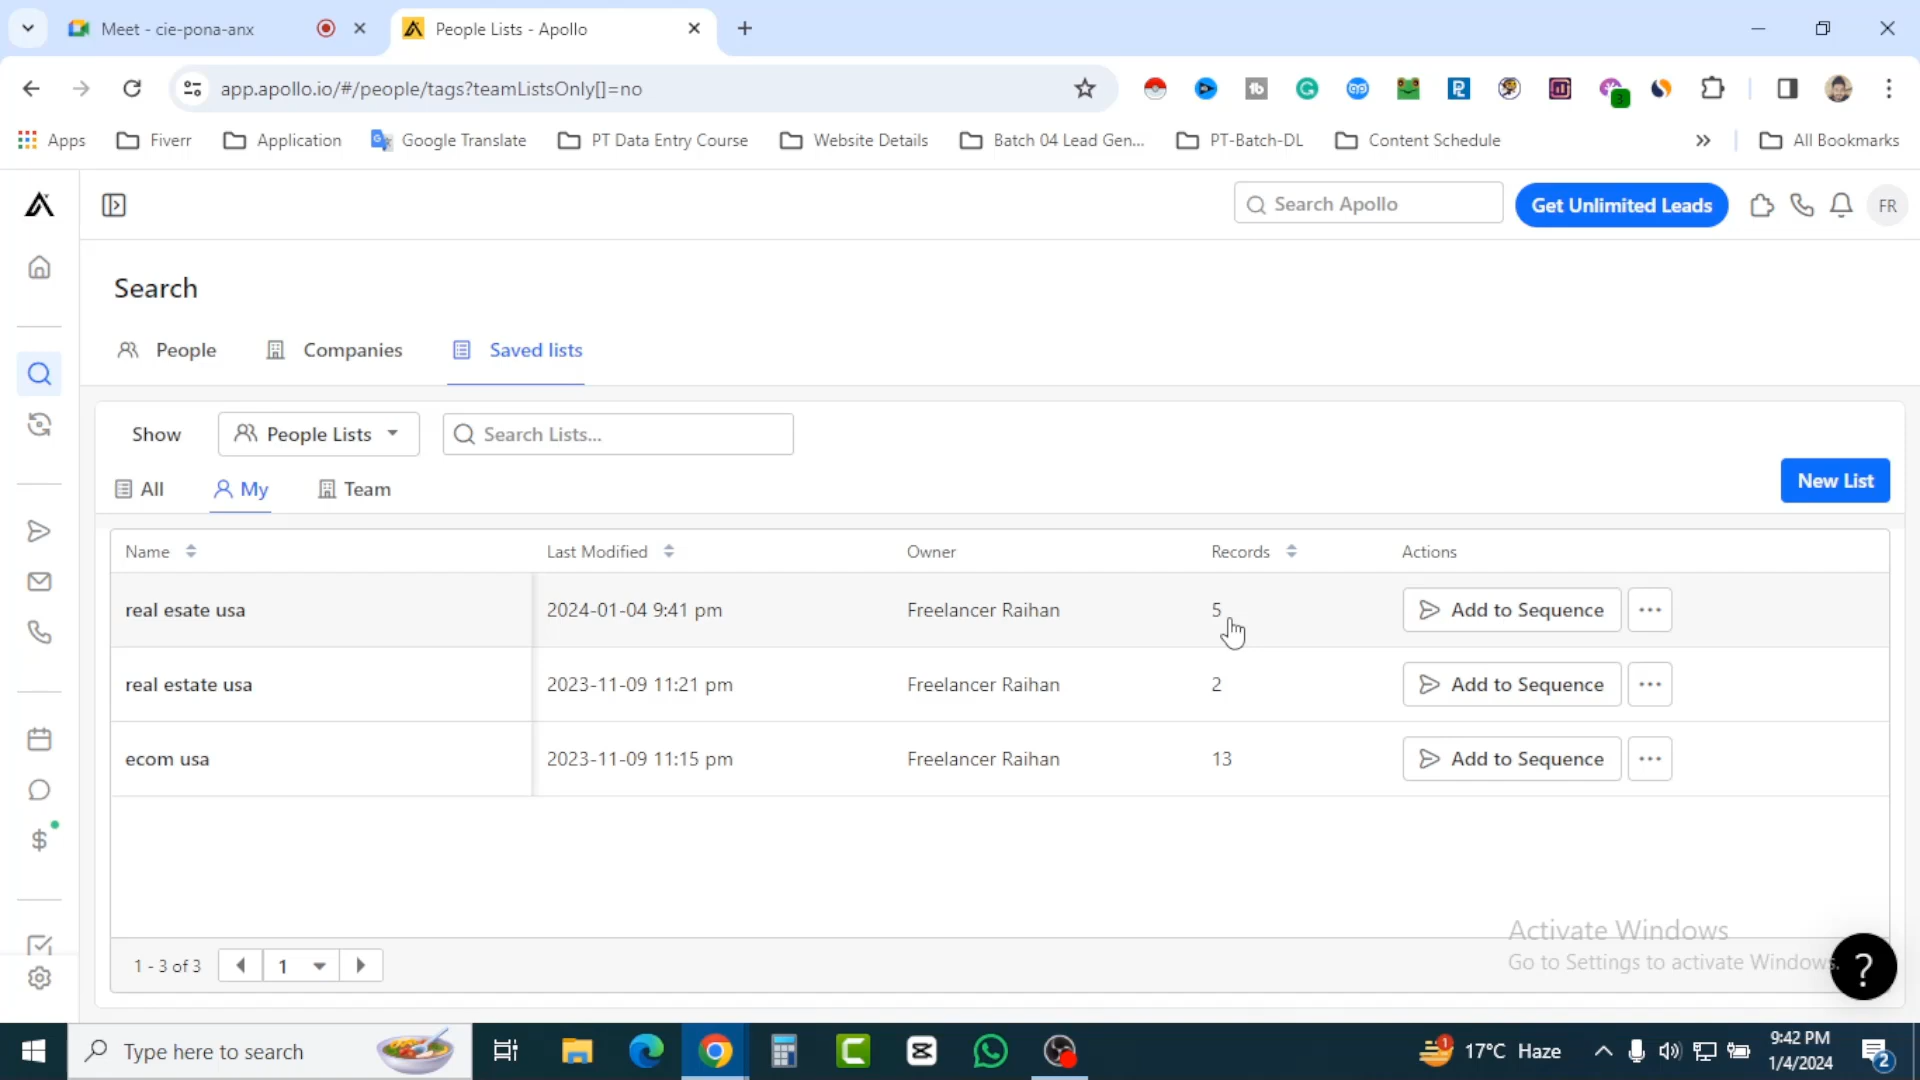 Meet - cie-pona-anx
People Lists - Apollo
app.apollo.io/#/people/tags?teamListsOnly[]=no
Apps
Fiverr
Application
Google Translate
PT Data Entry Course
Website Details
Batch 04 Lead Gen...
PT-Batch-DL
Content Schedule
»
All Bookmarks
Search Apollo
Get Unlimited Leads
FR
Search
People
Companies
Saved lists
Show
People Lists
Search Lists...
All
My
Team
New List
Name
Last Modified
Owner
Records
Actions
real esate usa
2024-01-04 9:41 pm
Freelancer Raihan
5
Add to Sequence
real estate usa
2023-11-09 11:21 pm
Freelancer Raihan
2
Add to Sequence
ecom usa
2023-11-09 11:15 pm
Freelancer Raihan
13
Add to Sequence
Activate Windows
Go to Settings to activate Windows.
1 - 3 of 3
1
?
Type here to search
1
17°C Haze
9:42 PM
1/4/2024
2